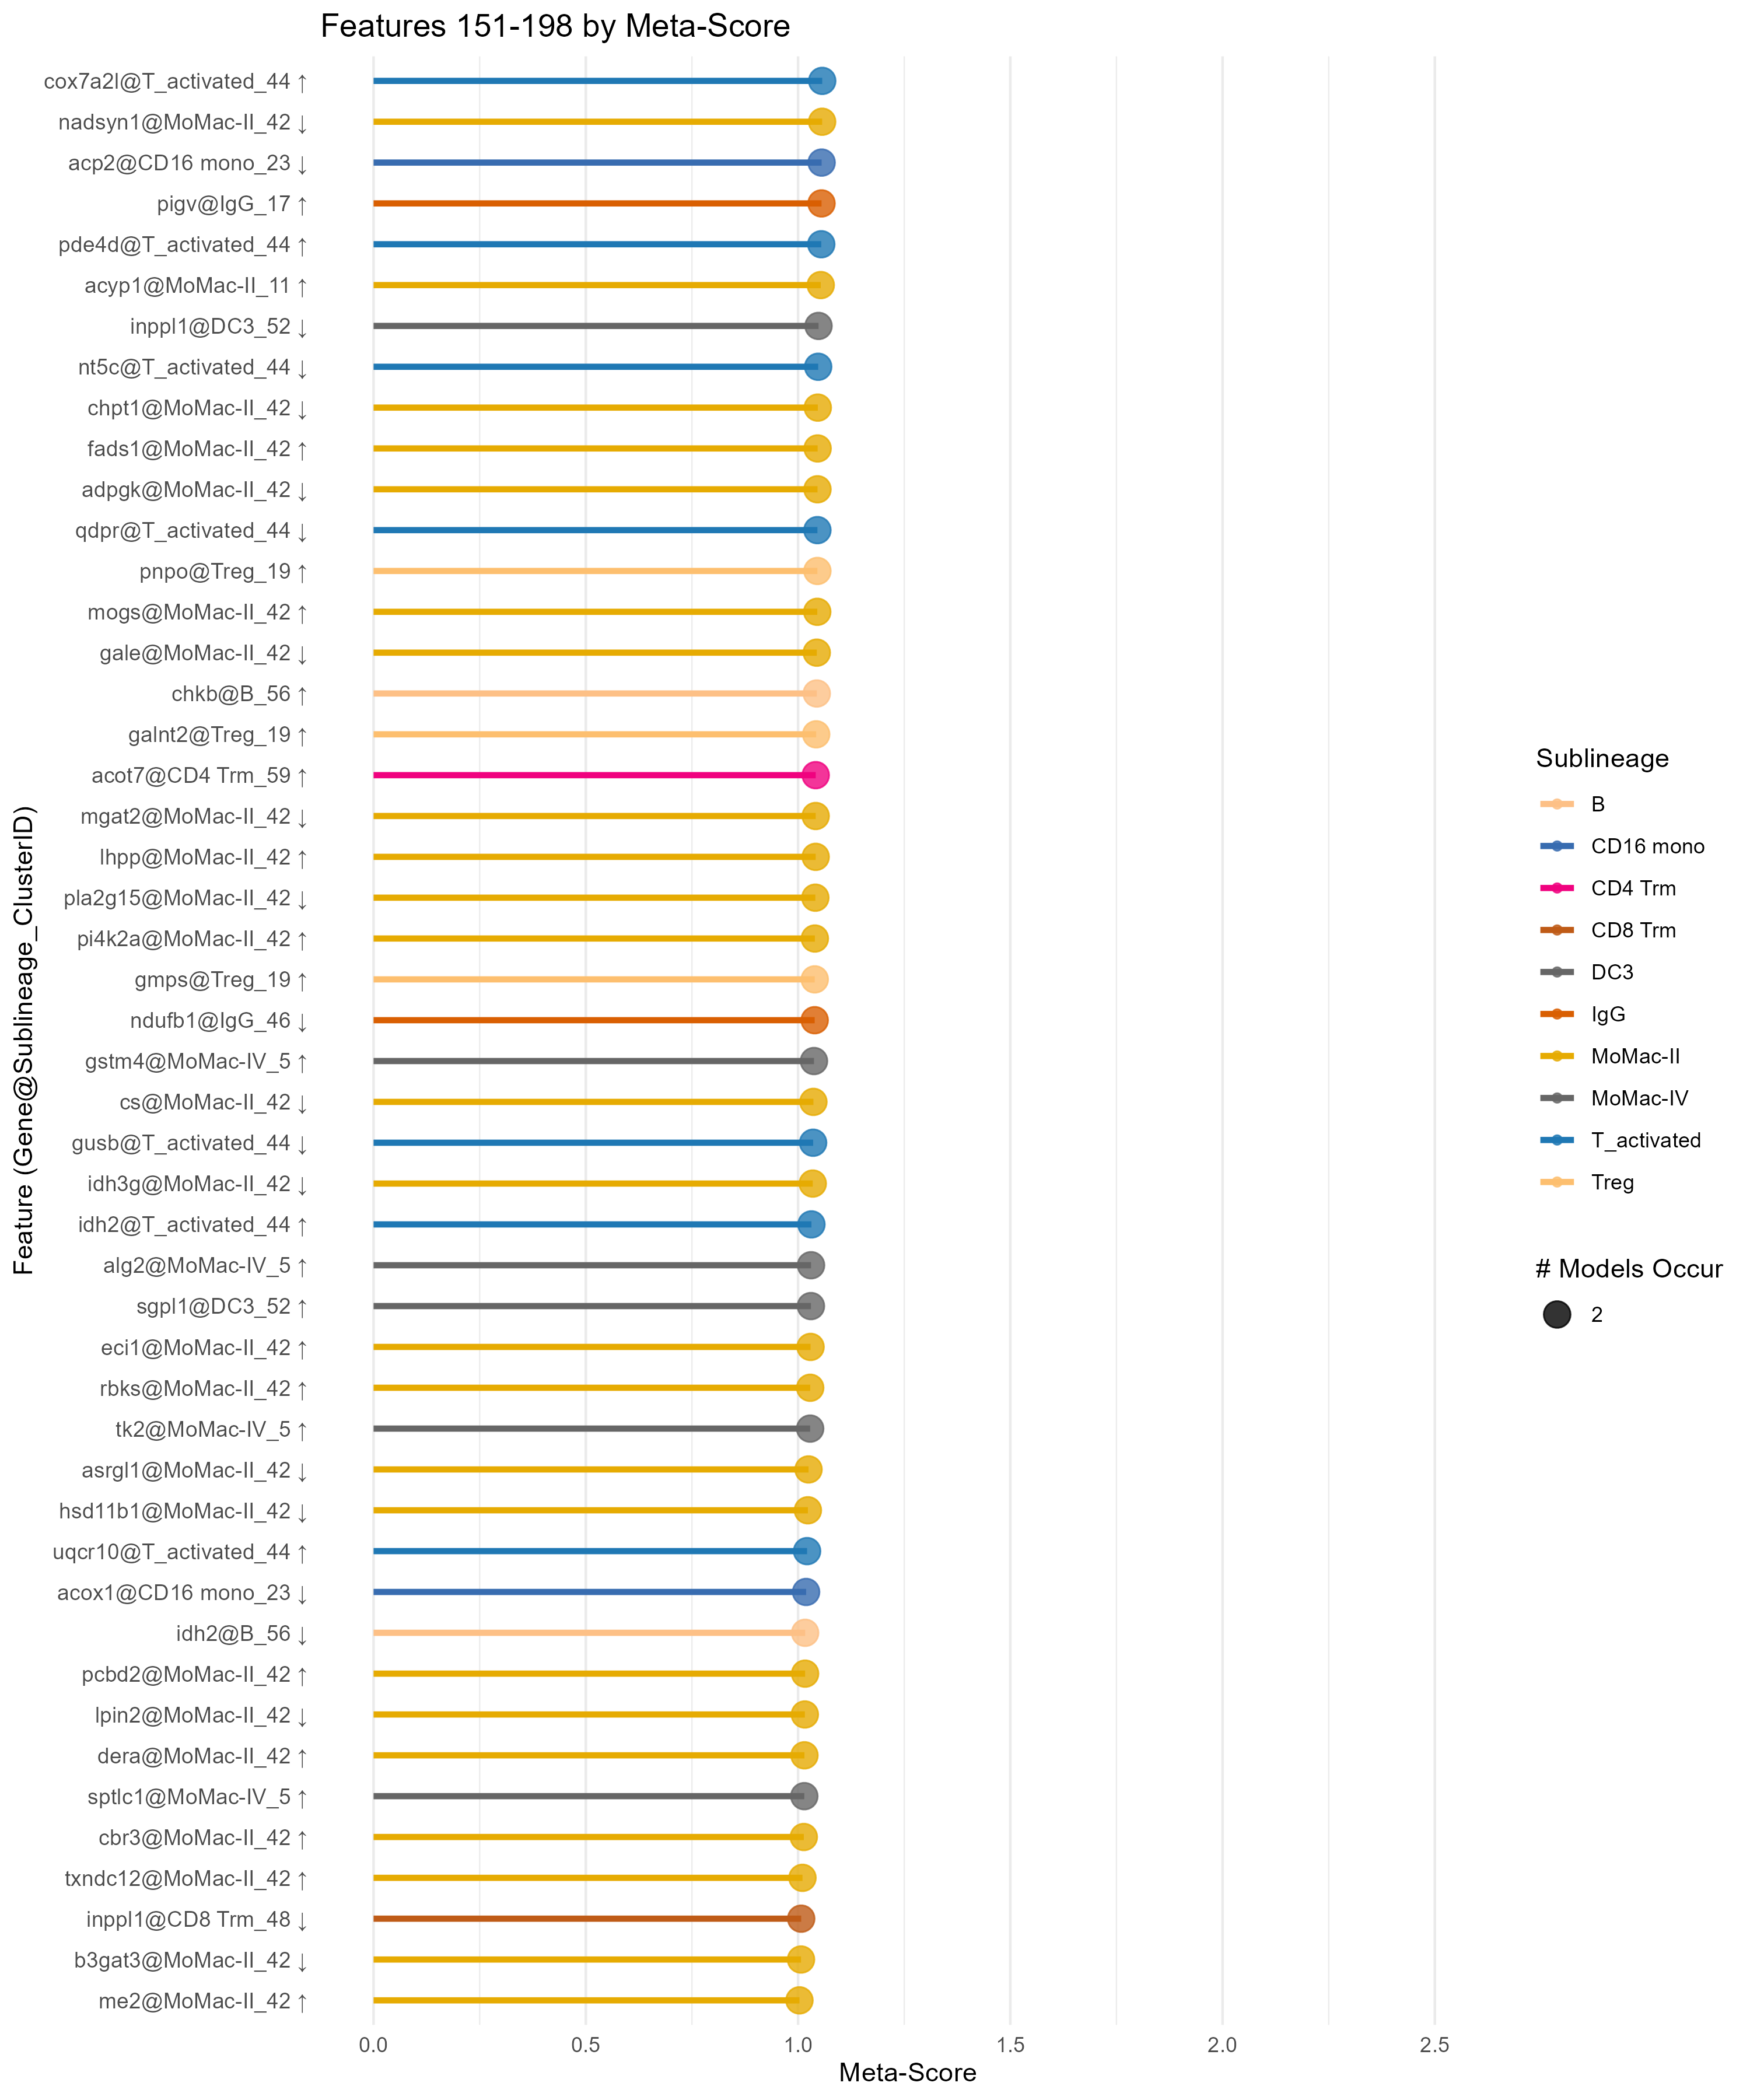 Features 151-198 by Meta-Score
Feature (Gene@Sublineage_ClusterID)
cox7a2l@T_activated_44 ↑
nadsyn1@MoMac-II_42 ↓
acp2@CD16 mono_23 ↓
pigv@IgG_17 ↑
pde4d@T_activated_44 ↑
acyp1@MoMac-II_11 ↑
inppl1@DC3_52 ↓
nt5c@T_activated_44 ↓
chpt1@MoMac-II_42 ↓
fads1@MoMac-II_42 ↑
adpgk@MoMac-II_42 ↓
qdpr@T_activated_44 ↓
pnpo@Treg_19 ↑
mogs@MoMac-II_42 ↑
gale@MoMac-II_42 ↓
chkb@B_56 ↑
galnt2@Treg_19 ↑
acot7@CD4 Trm_59 ↑
mgat2@MoMac-II_42 ↓
lhpp@MoMac-II_42 ↑
pla2g15@MoMac-II_42 ↓
pi4k2a@MoMac-II_42 ↑
gmps@Treg_19 ↑
ndufb1@IgG_46 ↓
gstm4@MoMac-IV_5 ↑
cs@MoMac-II_42 ↓
gusb@T_activated_44 ↓
idh3g@MoMac-II_42 ↓
idh2@T_activated_44 ↑
alg2@MoMac-IV_5 ↑
sgpl1@DC3_52 ↑
eci1@MoMac-II_42 ↑
rbks@MoMac-II_42 ↑
tk2@MoMac-IV_5 ↑
asrgl1@MoMac-II_42 ↓
hsd11b1@MoMac-II_42 ↓
uqcr10@T_activated_44 ↑
acox1@CD16 mono_23 ↓
idh2@B_56 ↓
pcbd2@MoMac-II_42 ↑
lpin2@MoMac-II_42 ↓
dera@MoMac-II_42 ↑
sptlc1@MoMac-IV_5 ↑
cbr3@MoMac-II_42 ↑
txndc12@MoMac-II_42 ↑
inppl1@CD8 Trm_48 ↓
b3gat3@MoMac-II_42 ↓
me2@MoMac-II_42 ↑
0.0 0.5 1.0 1.5 2.0 2.5
Meta-Score
Sublineage
B
CD16 mono
CD4 Trm
CD8 Trm
DC3
IgG
MoMac-II
MoMac-IV
T_activated
Treg
# Models Occur
2